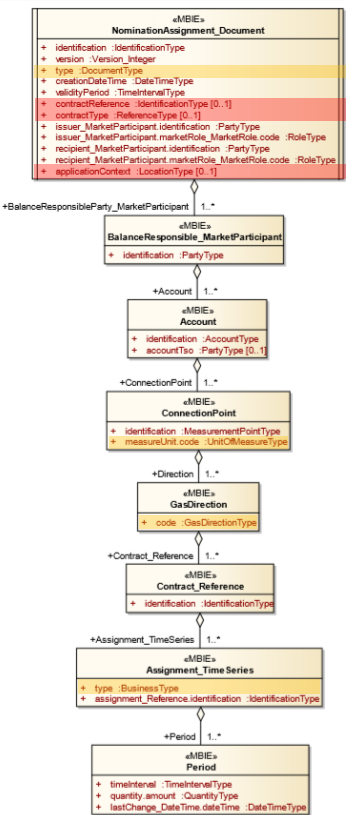 «MBIE»
NominationAssignment_Document
+ identification :IdentificationType
+ version :Version_Integer
+ type :DocumentType
+ creationDateTime :DateTimeType
+ validityPeriod :TimeIntervalType
+ contractReference :IdentificationType [0..1]
+ contractType :ReferenceType [0..1]
+ issuer_MarketParticipant.identification :PartyType
+ issuer_MarketParticipant.marketRole_MarketRole.code :RoleType
+ recipient_MarketParticipant.identification :PartyType
+ recipient_MarketParticipant.marketRole_MarketRole.code :RoleType
+ applicationContext :LocationType [0..1]
+BalanceResponsibleParty_MarketParticipant 1..*
«MBIE»
BalanceResponsible_MarketParticipant
+ identification :PartyType
+Account 1..*
«MBIE»
Account
+ identification :AccountType
+ accountTso :PartyType [0..1]
+ConnectionPoint 1..*
«MBIE»
ConnectionPoint
+ identification :MeasurementPointType
+ measureUnit.code :UnitOfMeasureType
+Direction 1..*
«MBIE»
GasDirection
+ code :GasDirectionType
+Contract_Reference 1..*
«MBIE»
Contract_Reference
+ identification :IdentificationType
+Assignment_TimeSeries 1..*
«MBIE»
Assignment_TimeSeries
+ type :BusinessType
+ assignment_Reference.identification :IdentificationType
+Period 1..*
«MBIE»
Period
+ timeInterval :TimeIntervalType
+ quantity.amount :QuantityType
+ lastChange_DateTime.dateTime :DateTimeType